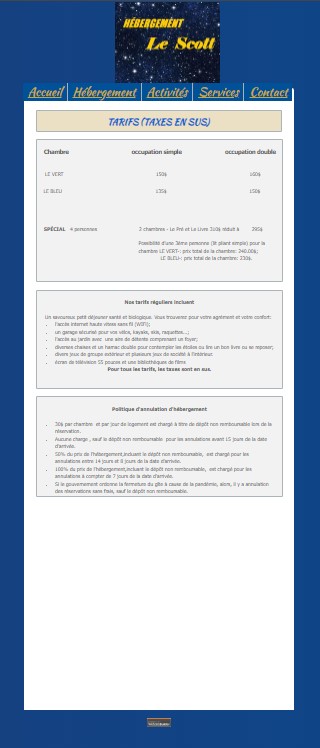 HÉBERGEMENT
Le Scott
Accueil Hébergement Activités Services Contact
TARIFS (TAXES EN SUS)
Chambre occupation simple occupation double
LE VERT 150$ 160$
LE BLEU 135$ 150$
SPÉCIAL 4 personnes 2 chambres - Le Pré et Le Livre 310$ réduit à 285$
Possibilité d'une 3ème personne (lit pliant simple) pour la
chambre LE VERT-: prix total de la chambre: 240.00$;
LE BLEU-: prix total de la chambre: 230$.
Nos tarifs réguliers incluent
Un savoureux petit déjeuner santé et biologique. Vous trouverez pour votre agrément et votre confort:
. l'accès internet haute vitesse sans fil (WIFI);
. un garage sécurisé pour vos vélos, kayaks, skis, raquettes...;
. l'accès au jardin avec une aire de détente comprenant un foyer;
. diverses chaises et un hamac double pour contempler les étoiles ou lire un bon livre ou se reposer;
. divers jeux de groupe extérieur et plusieurs jeux de société à l'intérieur
. écran de télévision 55 pouces et une bibliothèques de films
Pour tous les tarifs, les taxes sont en sus.
Politique d'annulation d'hébergement
. 30$ par chambre et par jour de logement est chargé à titre de dépôt non remboursable lors de la
réservation.
. Aucune charge , sauf le dépôt non remboursable pour les annulations avant 15 jours de la date
d'arrivée.
. 50% du prix de l'hébergement,incluant le dépôt non remboursable, est chargé pour les
annulations entre 14 jours et 8 jours de la date d'arrivée.
. 100% du prix de l'hébergement,incluant le dépôt non remboursable, est chargé pour les
annulations à compter de 7 jours de la date d'arrivée.
. Si le gouvernement ordonne la fermeture du gîte à cause de la pandémie, alors, il y a annulation
des réservations sans frais, sauf le dépôt non remboursable.